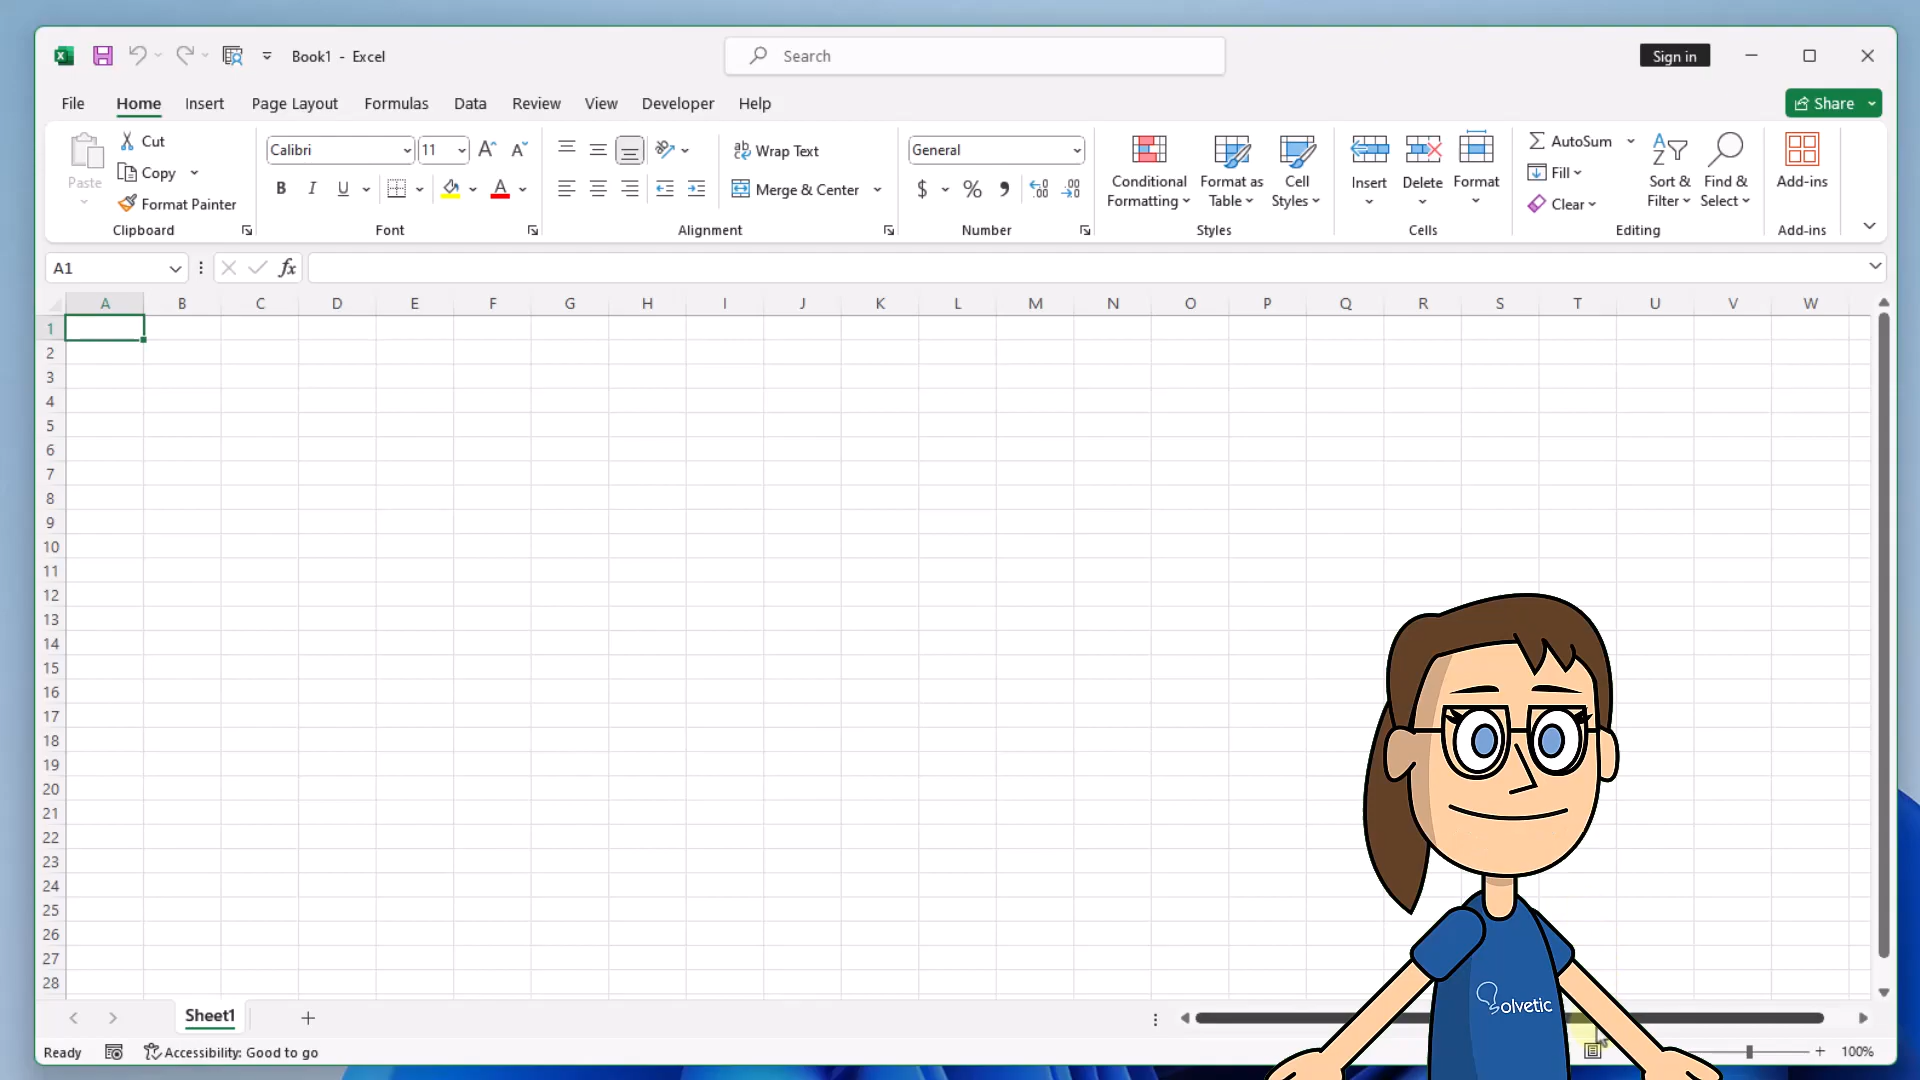 Book1 - Excel
Search
Sign in
File Home Insert Page Layout Formulas Data Review View Developer Help
Share
Paste
Cut
Copy
Format Painter
Clipboard
Calibri 11
B I U
Font
Wrap Text
Merge & Center
Alignment
General
$ %
Number
Conditional Formatting
Format as Table
Cell Styles
Styles
Insert
Delete
Format
Cells
AutoSum
Fill
Clear
Sort & Filter
Find & Select
Editing
Add-ins
Add-ins
A1
fx
A B C D E F G H I J K L M N O P Q R S T U V W
1
2
3
4
5
6
7
8
9
10
11
12
13
14
15
16
17
18
19
20
21
22
23
24
25
26
27
28
Solvetic
Sheet1
Ready
Accessibility: Good to go
100%